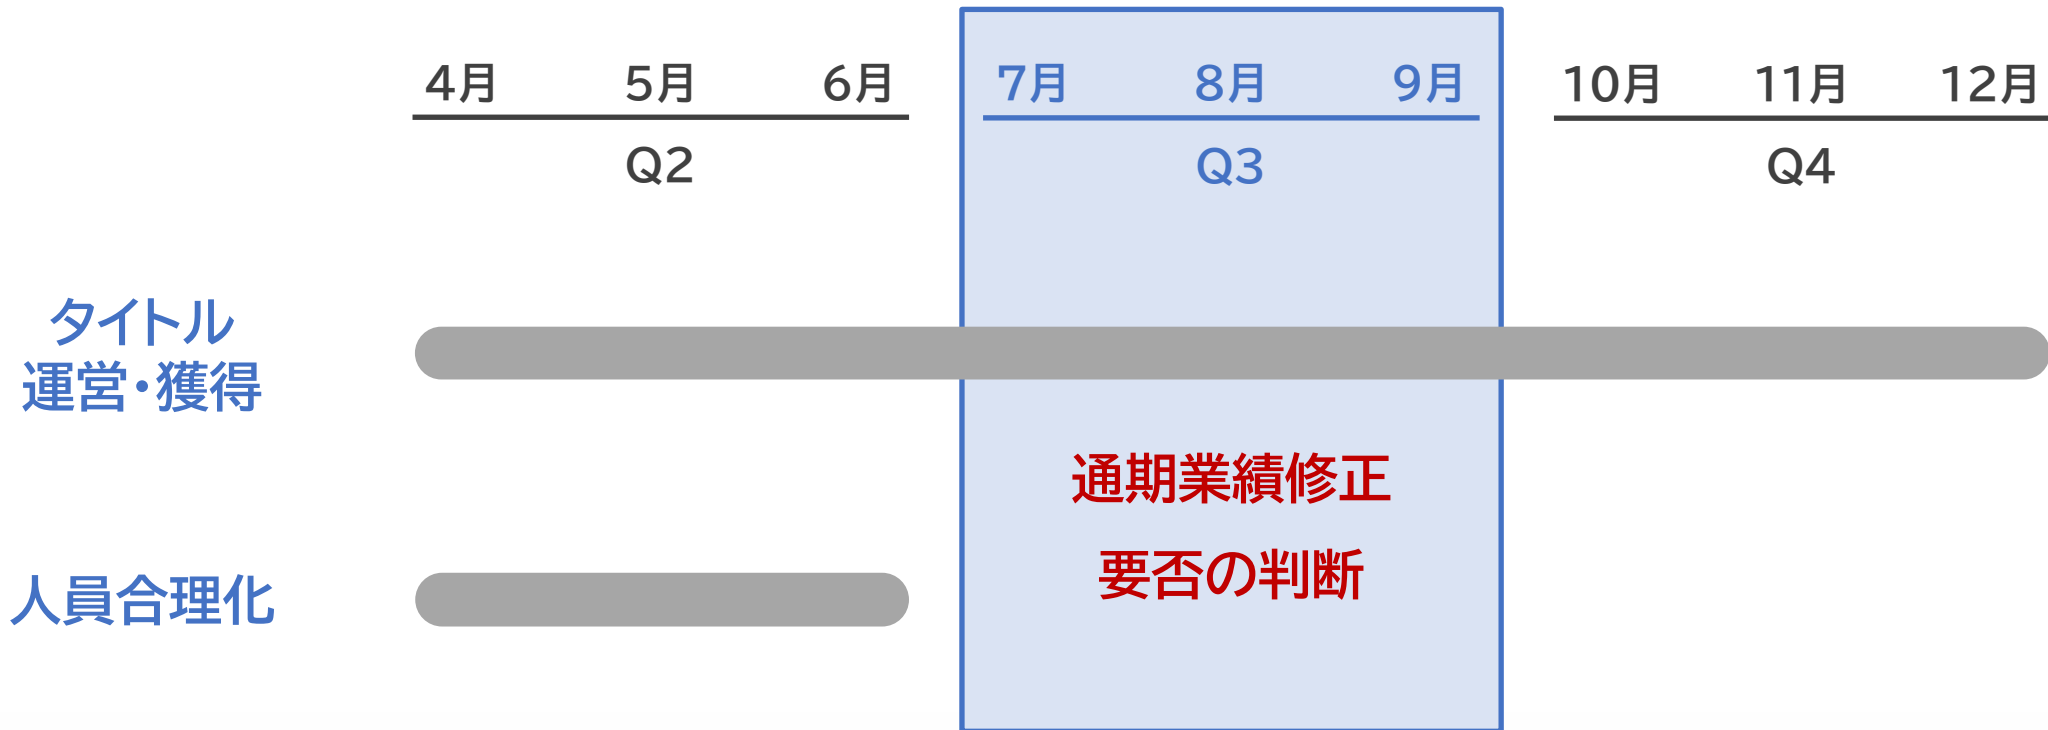 4月 5月 6月 7月 8月 9月 10月 11月 12月
Q2 Q3 Q4
タイトル
運営・獲得
通期業績修正
要否の判断
人員合理化